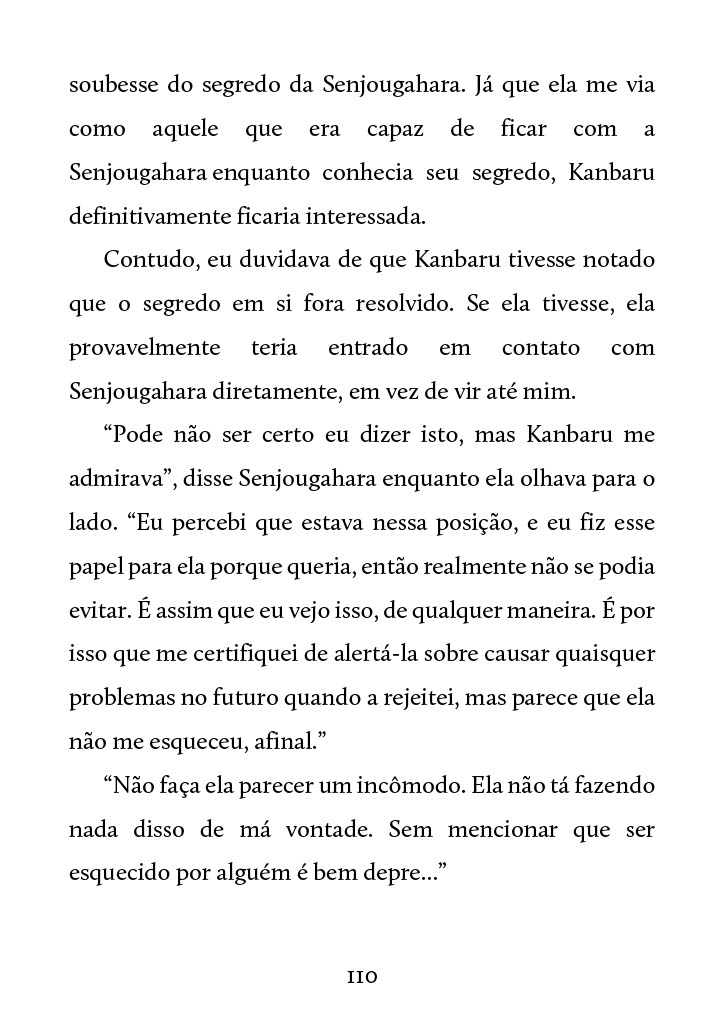 soubesse do segredo da Senjougahara. Já que ela me via
como aquele que era capaz de ficar com a
Senjougahara enquanto conhecia seu segredo, Kanbaru
definitivamente ficaria interessada.
Contudo, eu duvidava de que Kanbaru tivesse notado
que o segredo em si fora resolvido. Se ela tivesse, ela
provavelmente teria entrado em contato com
Senjougahara diretamente, em vez de vir até mim.
“Pode não ser certo eu dizer isto, mas Kanbaru me
admirava”, disse Senjougahara enquanto ela olhava para o
lado. “Eu percebi que estava nessa posição, e eu fiz esse
papel para ela porque queria, então realmente não se podia
evitar. É assim que eu vejo isso, de qualquer maneira. É por
isso que me certifiquei de alertá-la sobre causar quaisquer
problemas no futuro quando a rejeitei, mas parece que ela
não me esqueceu, afinal.”
“Não faça ela parecer um incômodo. Ela não tá fazendo
nada disso de má vontade. Sem mencionar que ser
esquecido por alguém é bem depre...”
110